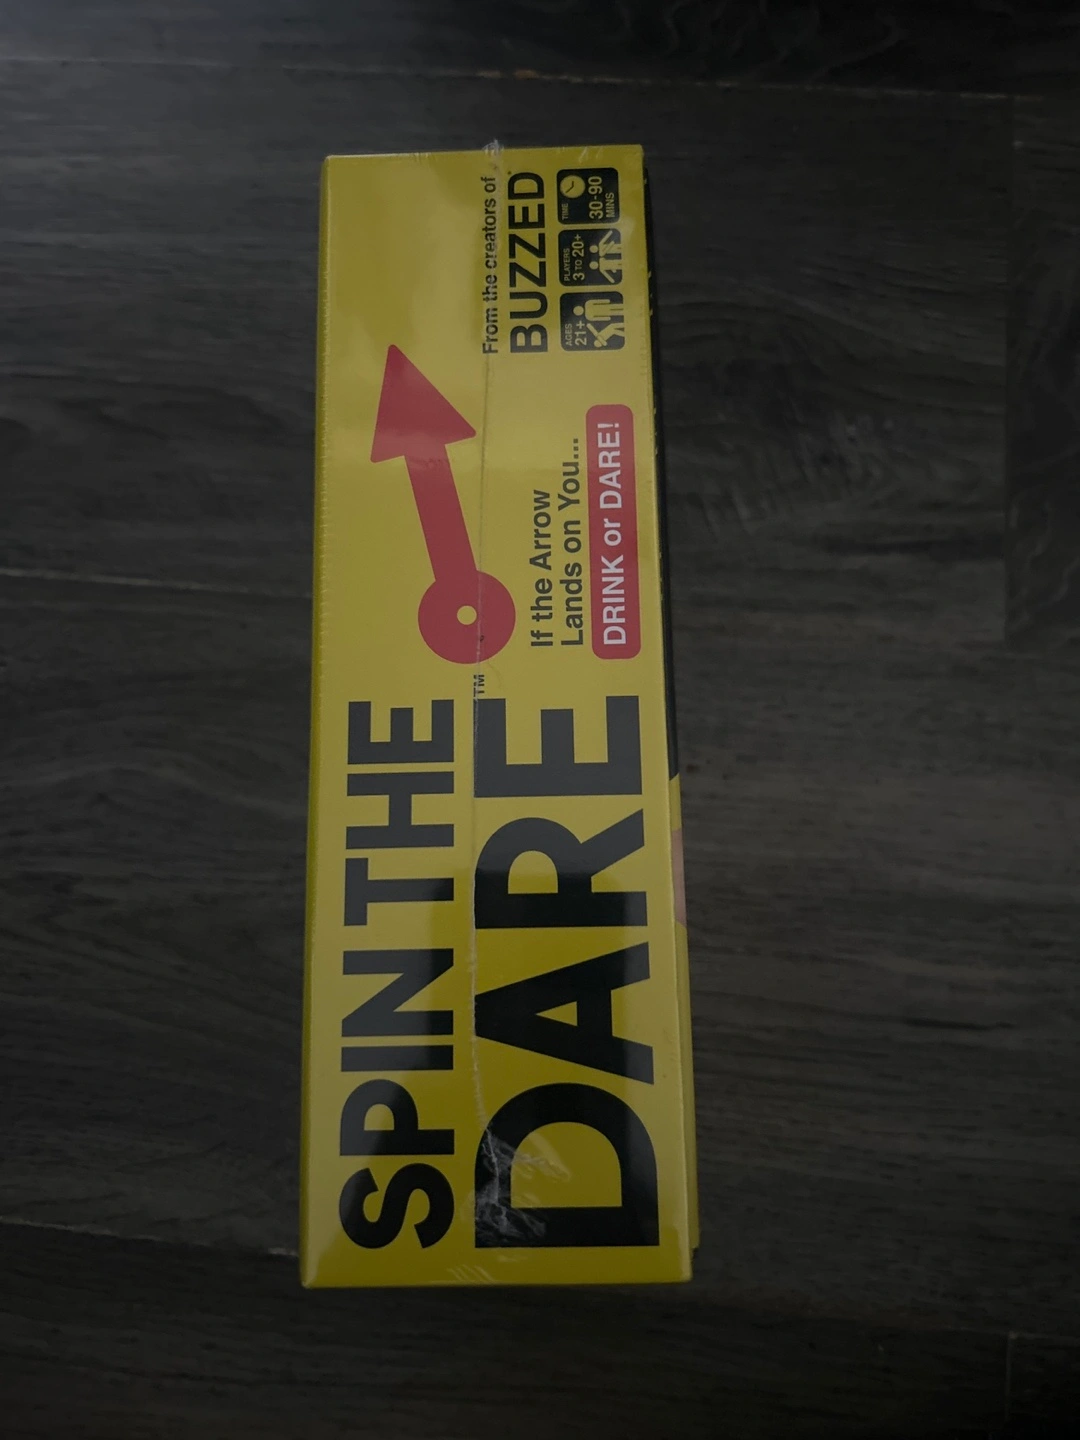 SPIN THE
DARE™
If the Arrow
Lands on You...
DRINK or DARE!
From the creators of
BUZZED
AGES
21+
PLAYERS
3 TO 20+
TIME
30-90
MINS